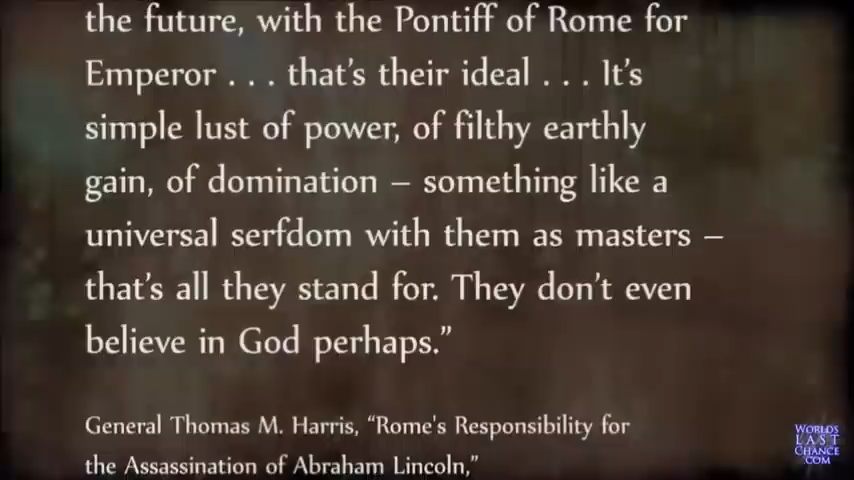 the future, with the Pontiff of Rome for
Emperor . . . that’s their ideal . . . It’s
simple lust of power, of filthy earthly
gain, of domination – something like a
universal serfdom with them as masters –
that’s all they stand for. They don’t even
believe in God perhaps.”
General Thomas M. Harris, “Rome's Responsibility for
the Assassination of Abraham Lincoln,”
WORLDS
LAST
CHANCE
.COM